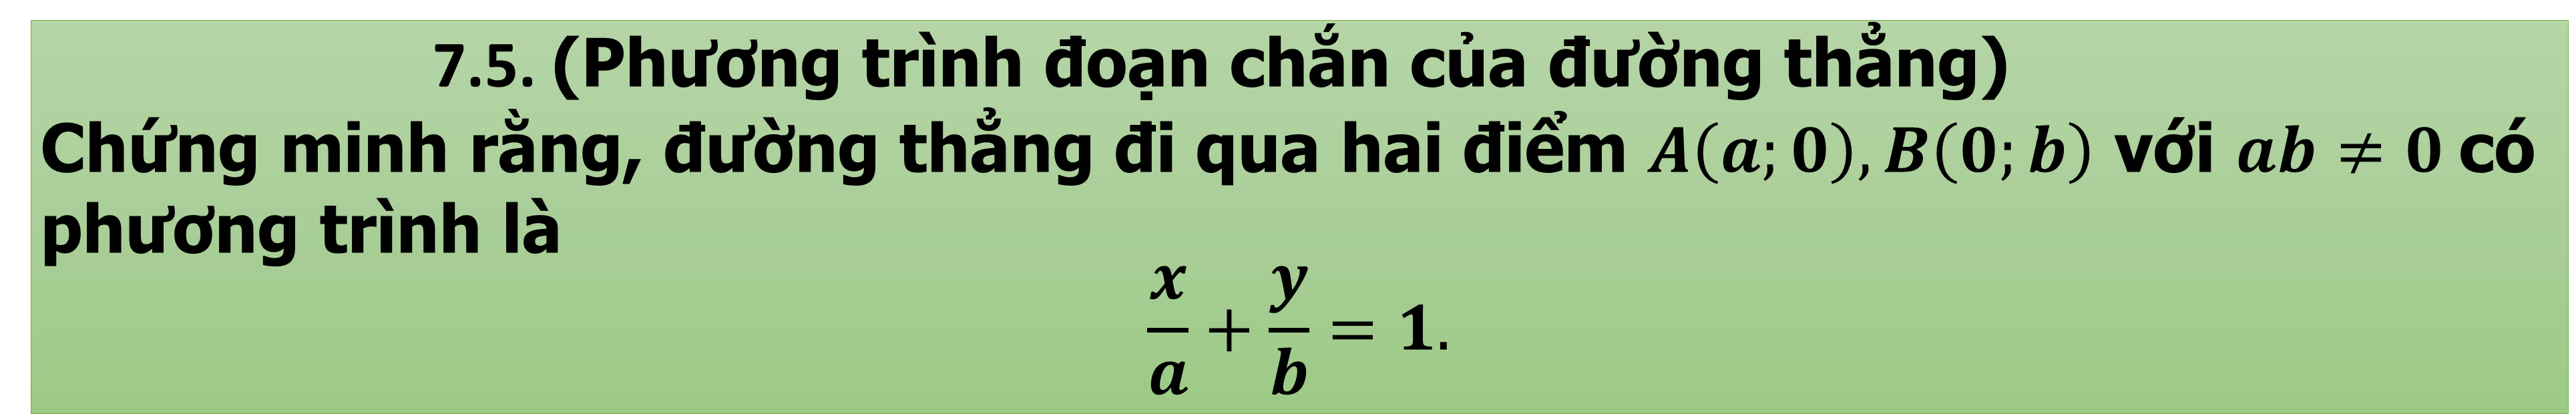 7.5. (Phương trình đoạn chắn của đường thẳng)
Chứng minh rằng, đường thẳng đi qua hai điểm A(a; 0), B(0; b) với ab ≠ 0 có
phương trình là
x/a + y/b = 1.